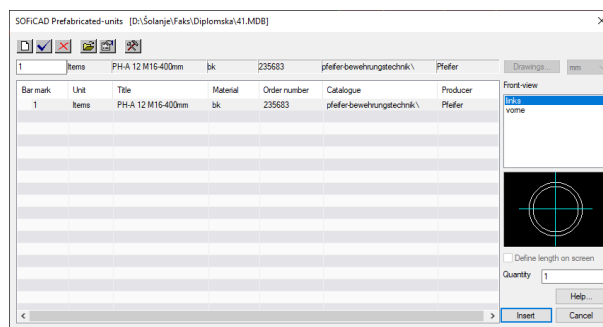 SOFiCAD Prefabricated-units [D:\Šolanje\Faks\Diplomska\41.MDB]
1 Items PH-A 12 M16-400mm bk 235683 pfeifer-bewehrungstechnik\ Pfeifer Drawings... mm
Bar mark Unit Title Material Order number Catalogue Producer
1 Items PH-A 12 M16-400mm bk 235683 pfeifer-bewehrungstechnik\ Pfeifer
Front-view
links
vorne
Define length on screen
Quantity 1
Help...
Insert Cancel